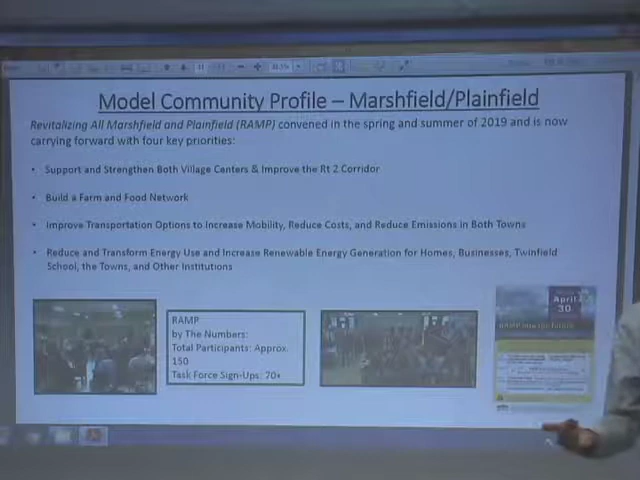 Model Community Profile – Marshfield/Plainfield
Revitalizing All Marshfield and Plainfield (RAMP) convened in the spring and summer of 2019 and is now
carrying forward with four key priorities:
• Support and Strengthen Both Village Centers & Improve the Rt 2 Corridor
• Build a Farm and Food Network
• Improve Transportation Options to Increase Mobility, Reduce Costs, and Reduce Emissions in Both Towns
• Reduce and Transform Energy Use and Increase Renewable Energy Generation for Homes, Businesses, Twinfield
School, the Towns, and Other Institutions
RAMP
by The Numbers:
Total Participants: Approx.
150
Task Force Sign-Ups: 70+
April
30